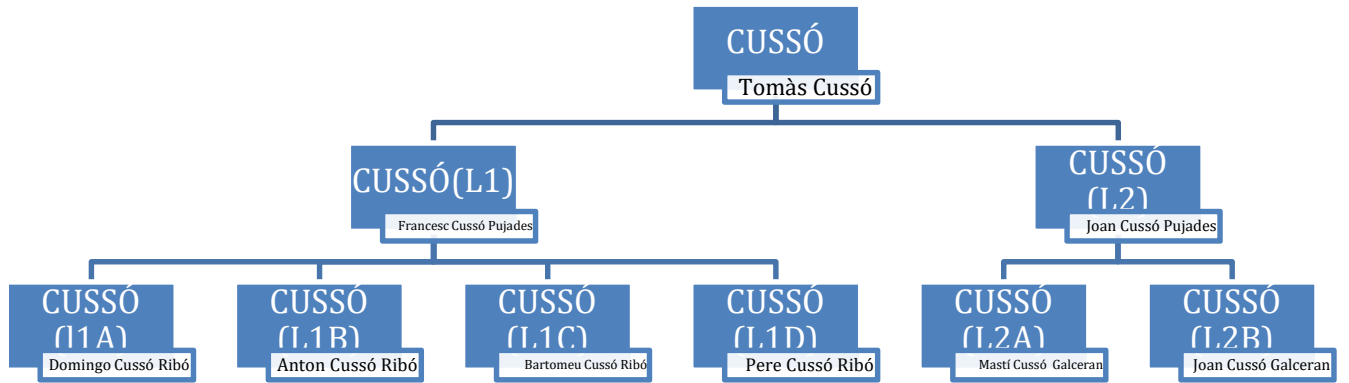 CUSSÓ
Tomàs Cussó
CUSSÓ(L1)
Francesc Cussó Pujades
CUSSÓ
(L2)
Joan Cussó Pujades
CUSSÓ
(l1A)
Domingo Cussó Ribó
CUSSÓ
(L1B)
Anton Cussó Ribó
CUSSÓ
(L1C)
Bartomeu Cussó Ribó
CUSSÓ
(L1D)
Pere Cussó Ribó
CUSSÓ
(L2A)
Mastí Cussó Galceran
CUSSÓ
(L2B)
Joan Cussó Galceran